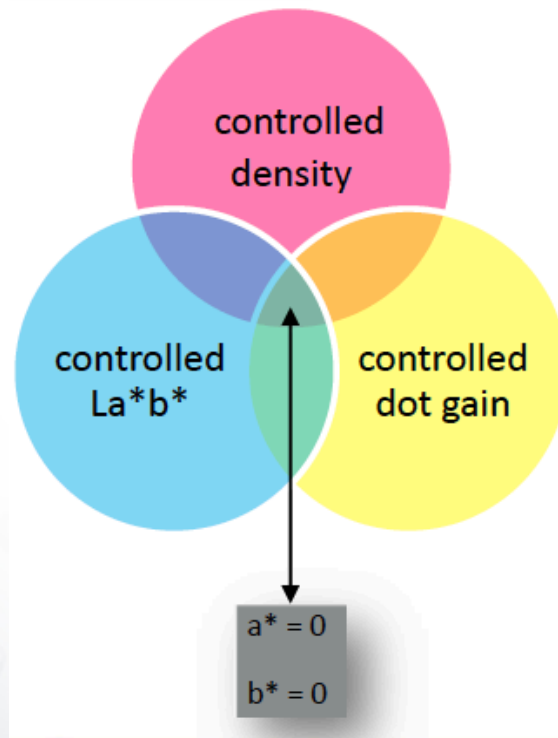 controlled
density
controlled
La*b*
controlled
dot gain
a* = 0
b* = 0